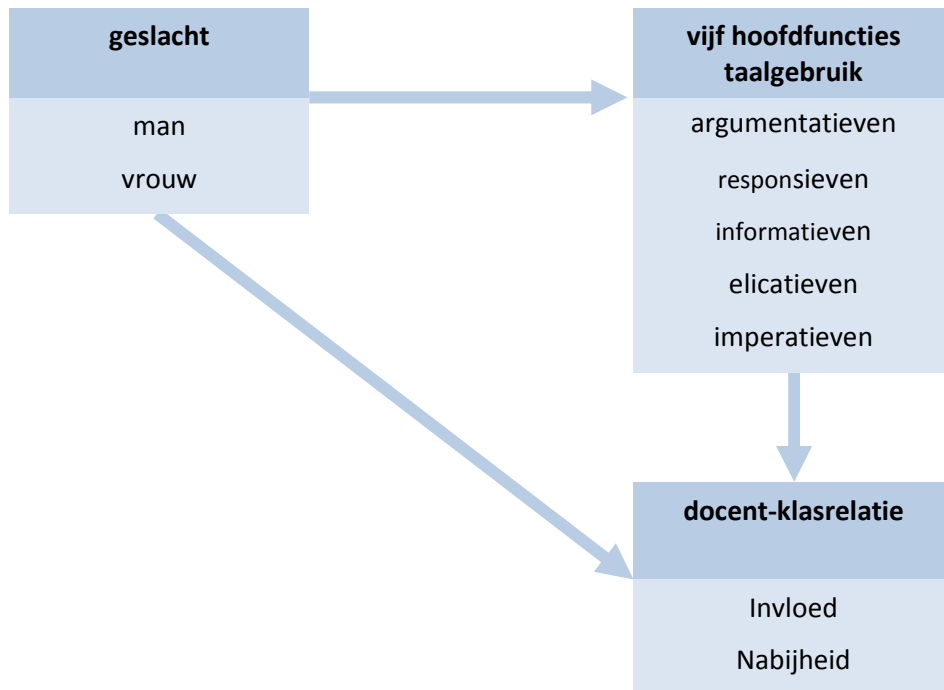 geslacht
man
vrouw
vijf hoofdfuncties
taalgebruik
argumentatieven
responsieven
informatieven
elicatieven
imperatieven
docent-klasrelatie
Invloed
Nabijheid